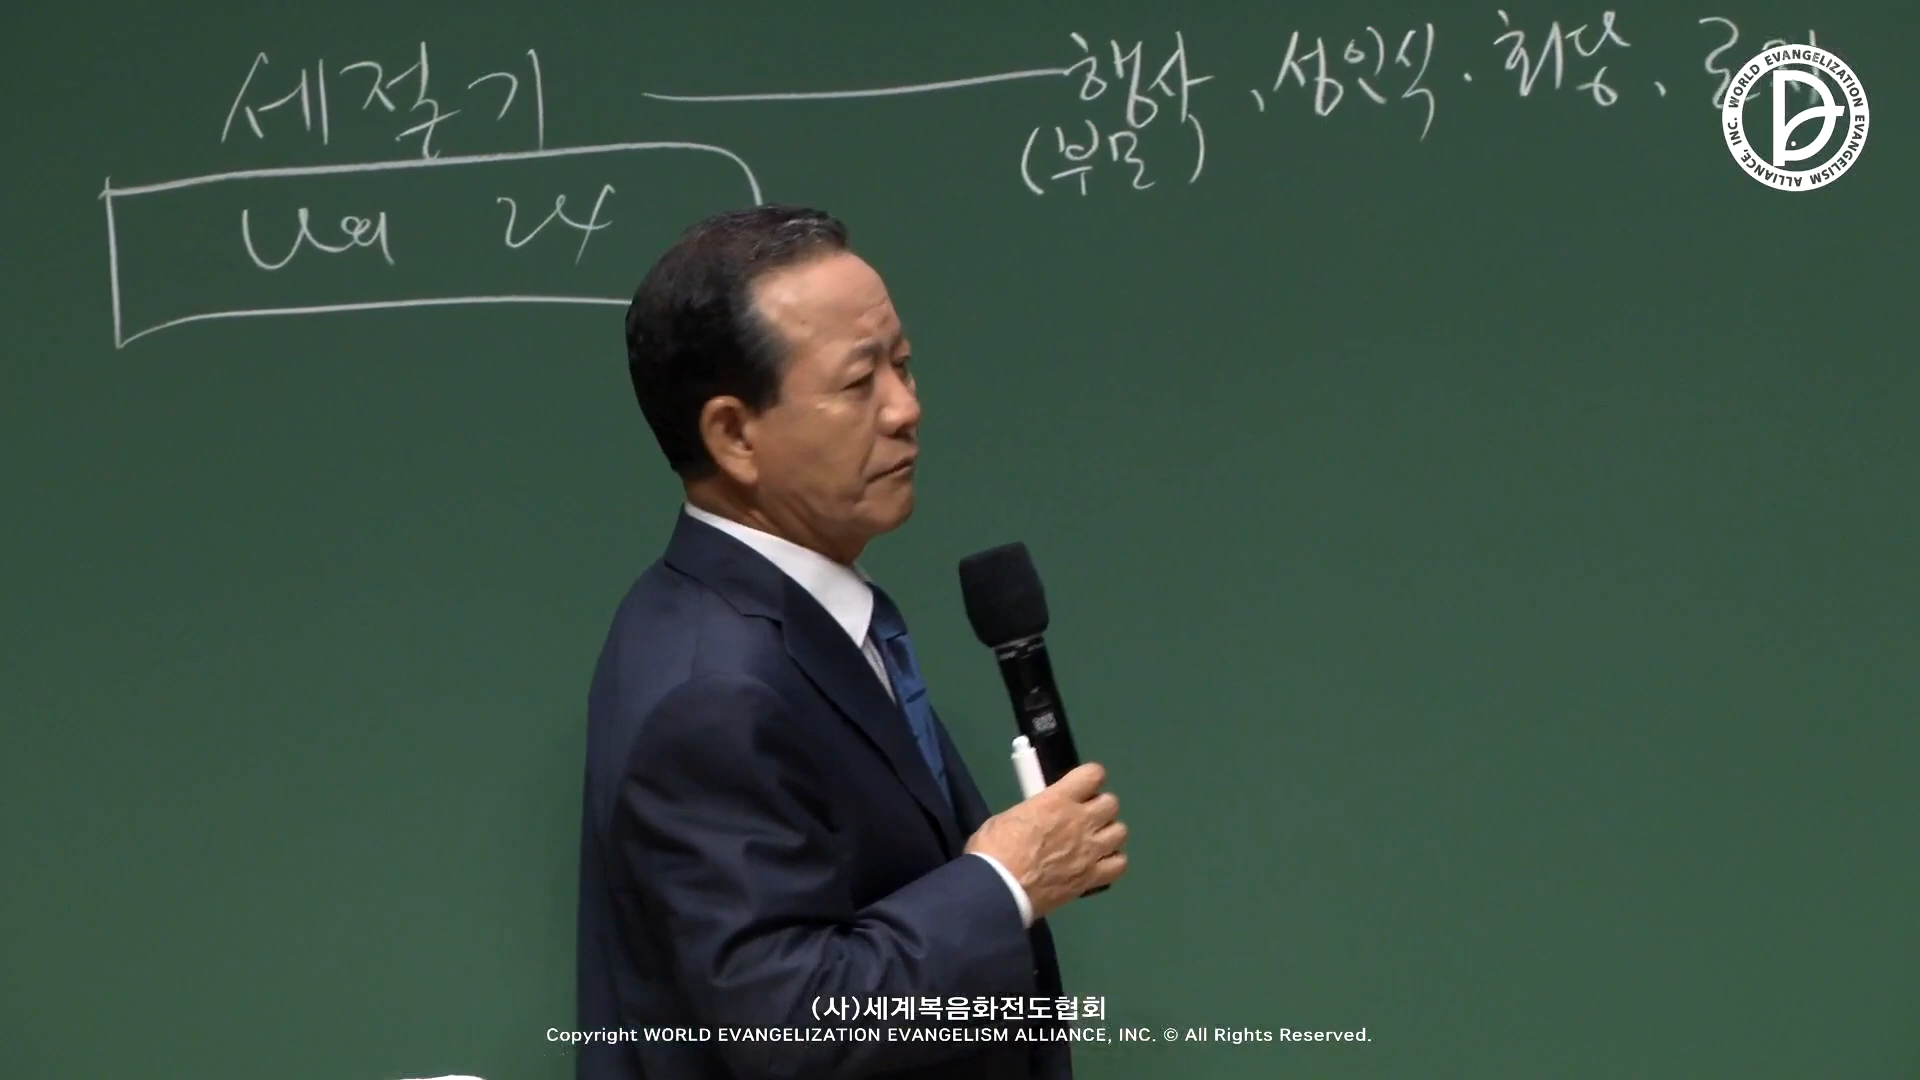 세절기 행사, 성인식. 회당,
(부모)
24
WORLD EVANGELIZATION EVANGELISM ALLIANCE, INC.
(사)세계복음화전도협회
Copyright WORLD EVANGELIZATION EVANGELISM ALLIANCE, INC. © All Rights Reserved.